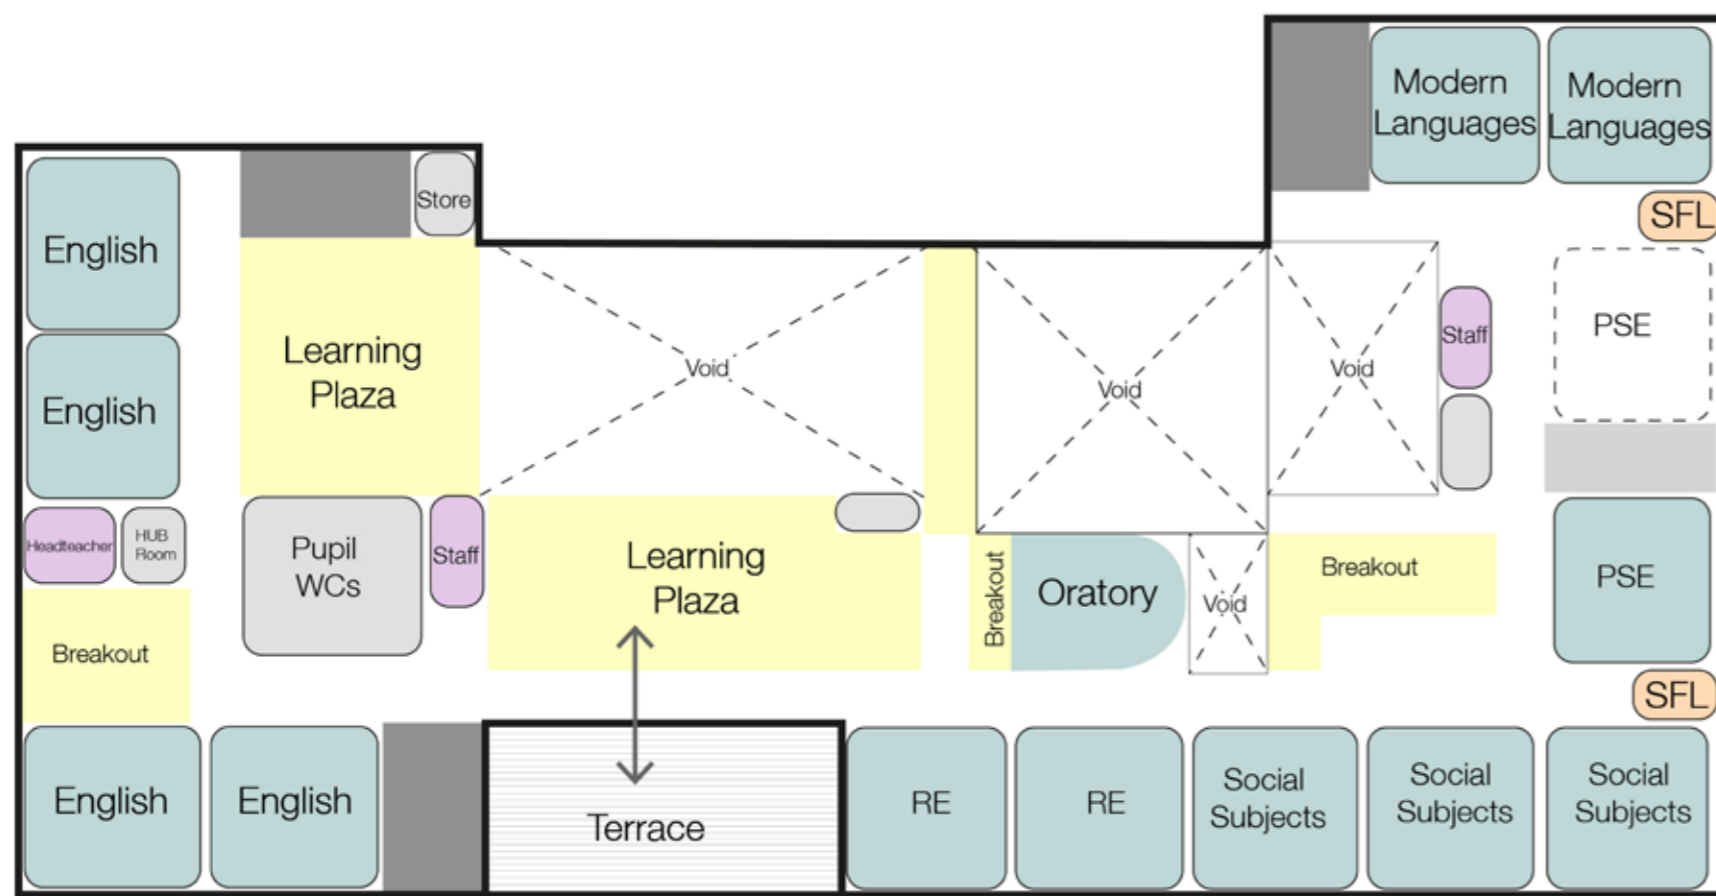 Modern
Languages
Modern
Languages
English
Store
SFL
Learning
Plaza
Void
Void
Void
Staff
PSE
English
Headteacher
HUB
Room
Pupil
WCs
Staff
Learning
Plaza
Breakout
Oratory
Void
Breakout
PSE
Breakout
SFL
English
English
Terrace
RE
RE
Social
Subjects
Social
Subjects
Social
Subjects